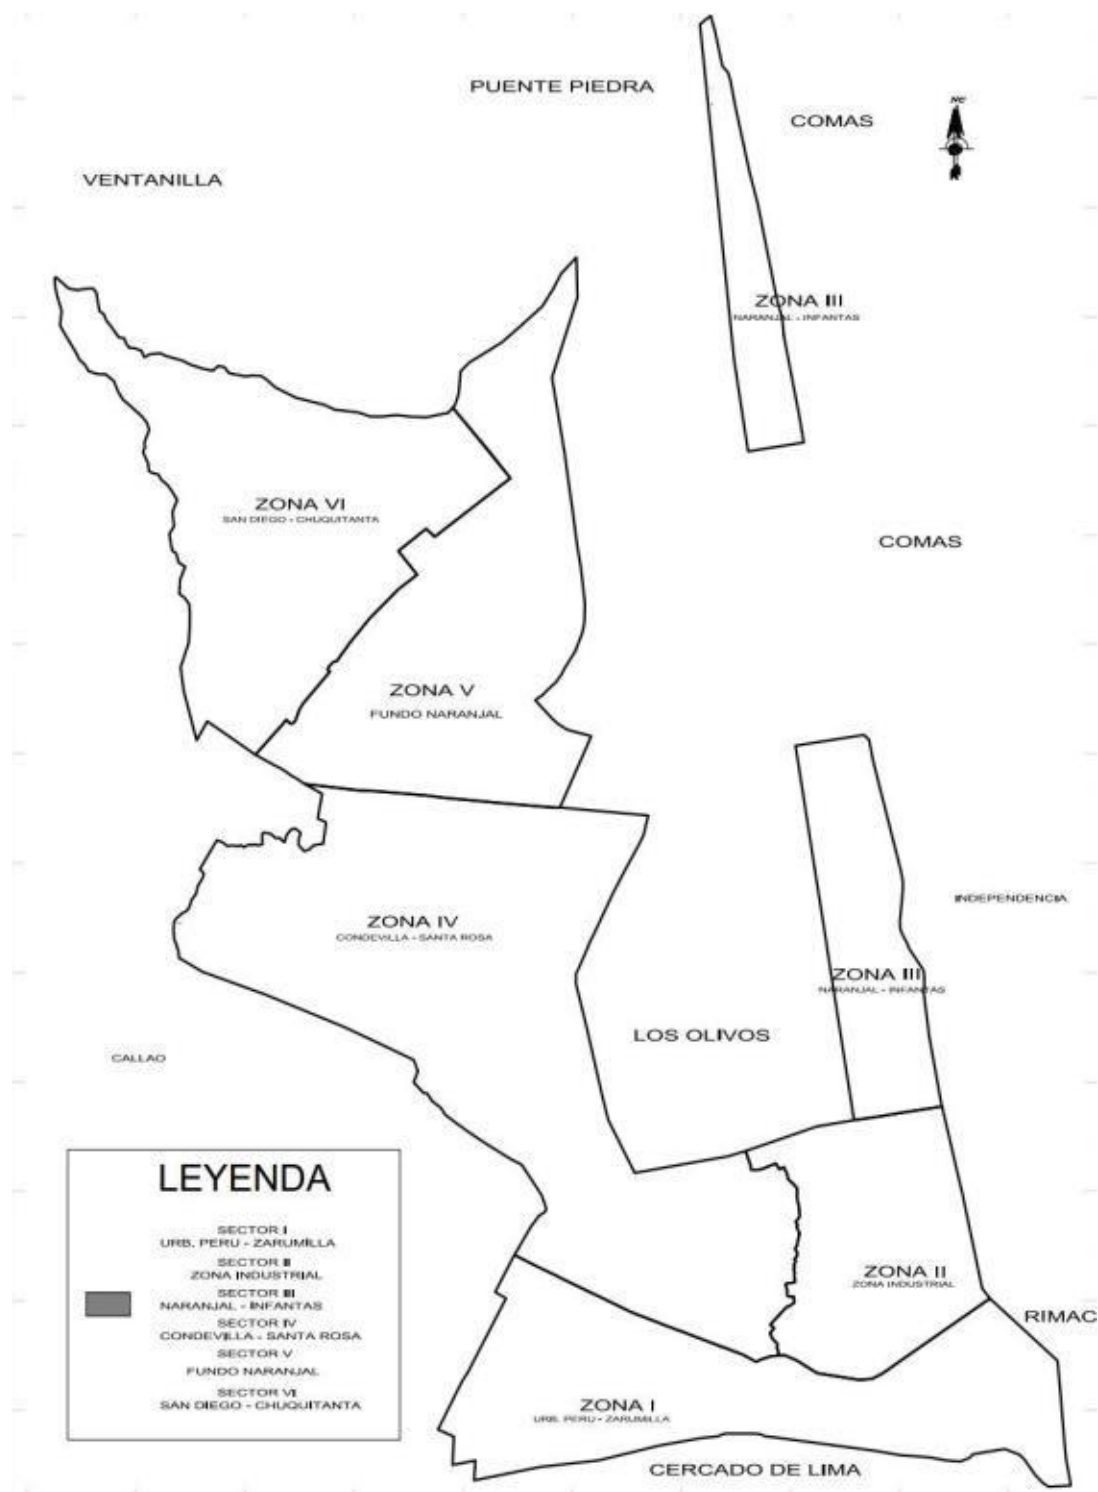 PUENTE PIEDRA
COMAS
NG
VENTANILLA
ZONA III
NARANJAL - INFANTAS
ZONA VI
SAN DIEGO - CHUQUITANTA
COMAS
ZONA V
FUNDO NARANJAL
INDEPENDENCIA
ZONA IV
CONDEVILLA - SANTA ROSA
ZONA III
NARANJAL - INFANTAS
LOS OLIVOS
CALLAO
LEYENDA
SECTOR I
URB. PERU - ZARUMILLA
SECTOR II
ZONA INDUSTRIAL
SECTOR III
NARANJAL - INFANTAS
SECTOR IV
CONDEVILLA - SANTA ROSA
SECTOR V
FUNDO NARANJAL
SECTOR VI
SAN DIEGO - CHUQUITANTA
ZONA II
ZONA INDUSTRIAL
RIMAC
ZONA I
URB. PERU - ZARUMILLA
CERCADO DE LIMA